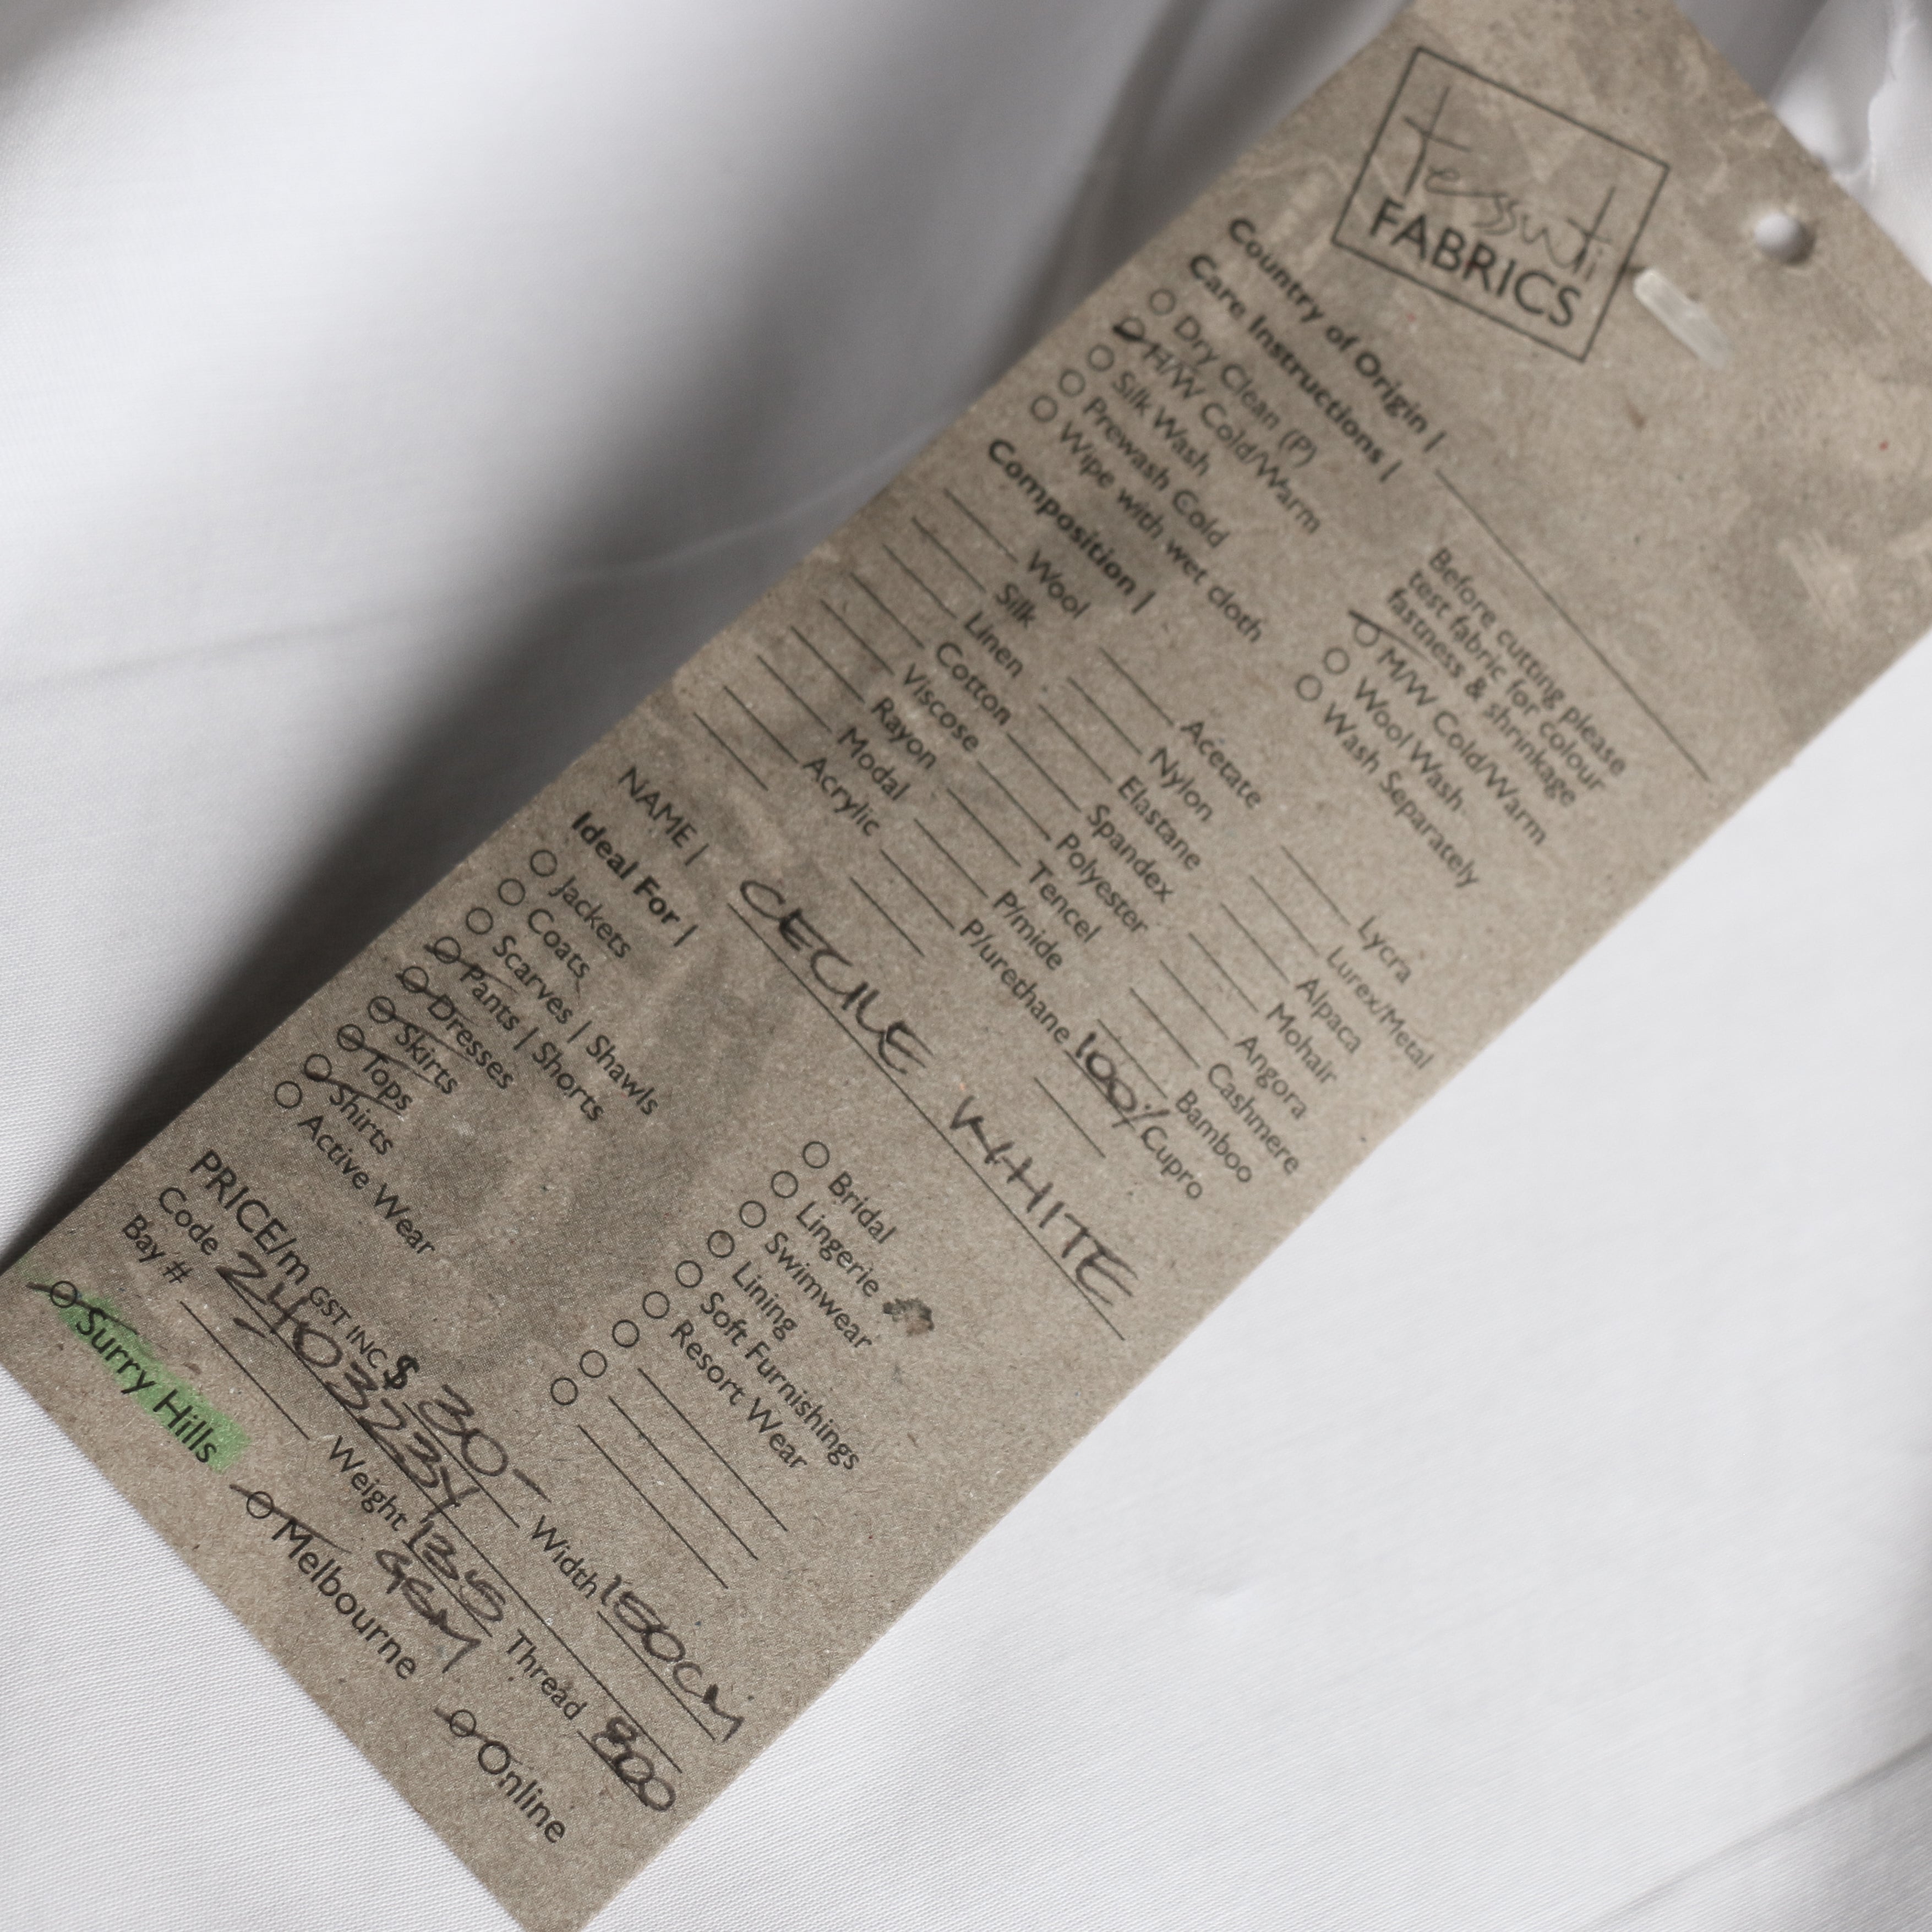 tessuti
FABRICS
Country of Origin |
Care Instructions |
Before cutting please
test fabric for colour
fastness & shrinkage
Dry Clean (P)
H/W Cold/Warm
M/W Cold/Warm
Silk Wash
Wool Wash
Prewash Cold
Wash Separately
Wipe with wet cloth
Composition |
Wool Acetate Lycra
Silk Nylon Lurex/Metal
Linen Elastane Alpaca
Cotton Spandex Mohair
Viscose Polyester Angora
Rayon Tencel Cashmere
Modal P/mide Bamboo
Acrylic P/urethane 100% Cupro
NAME | CECILE WHITE
Ideal For |
Jackets Bridal
Coats Lingerie
Scarves | Shawls Swimwear
Pants | Shorts Lining
Dresses Soft Furnishings
Skirts Resort Wear
Tops
Shirts
Active Wear
PRICE/m GST INC $ 30-
Code 2403234 Width 150CM
Bay # Weight 135 GSM Thread 800
Surry Hills Melbourne Online